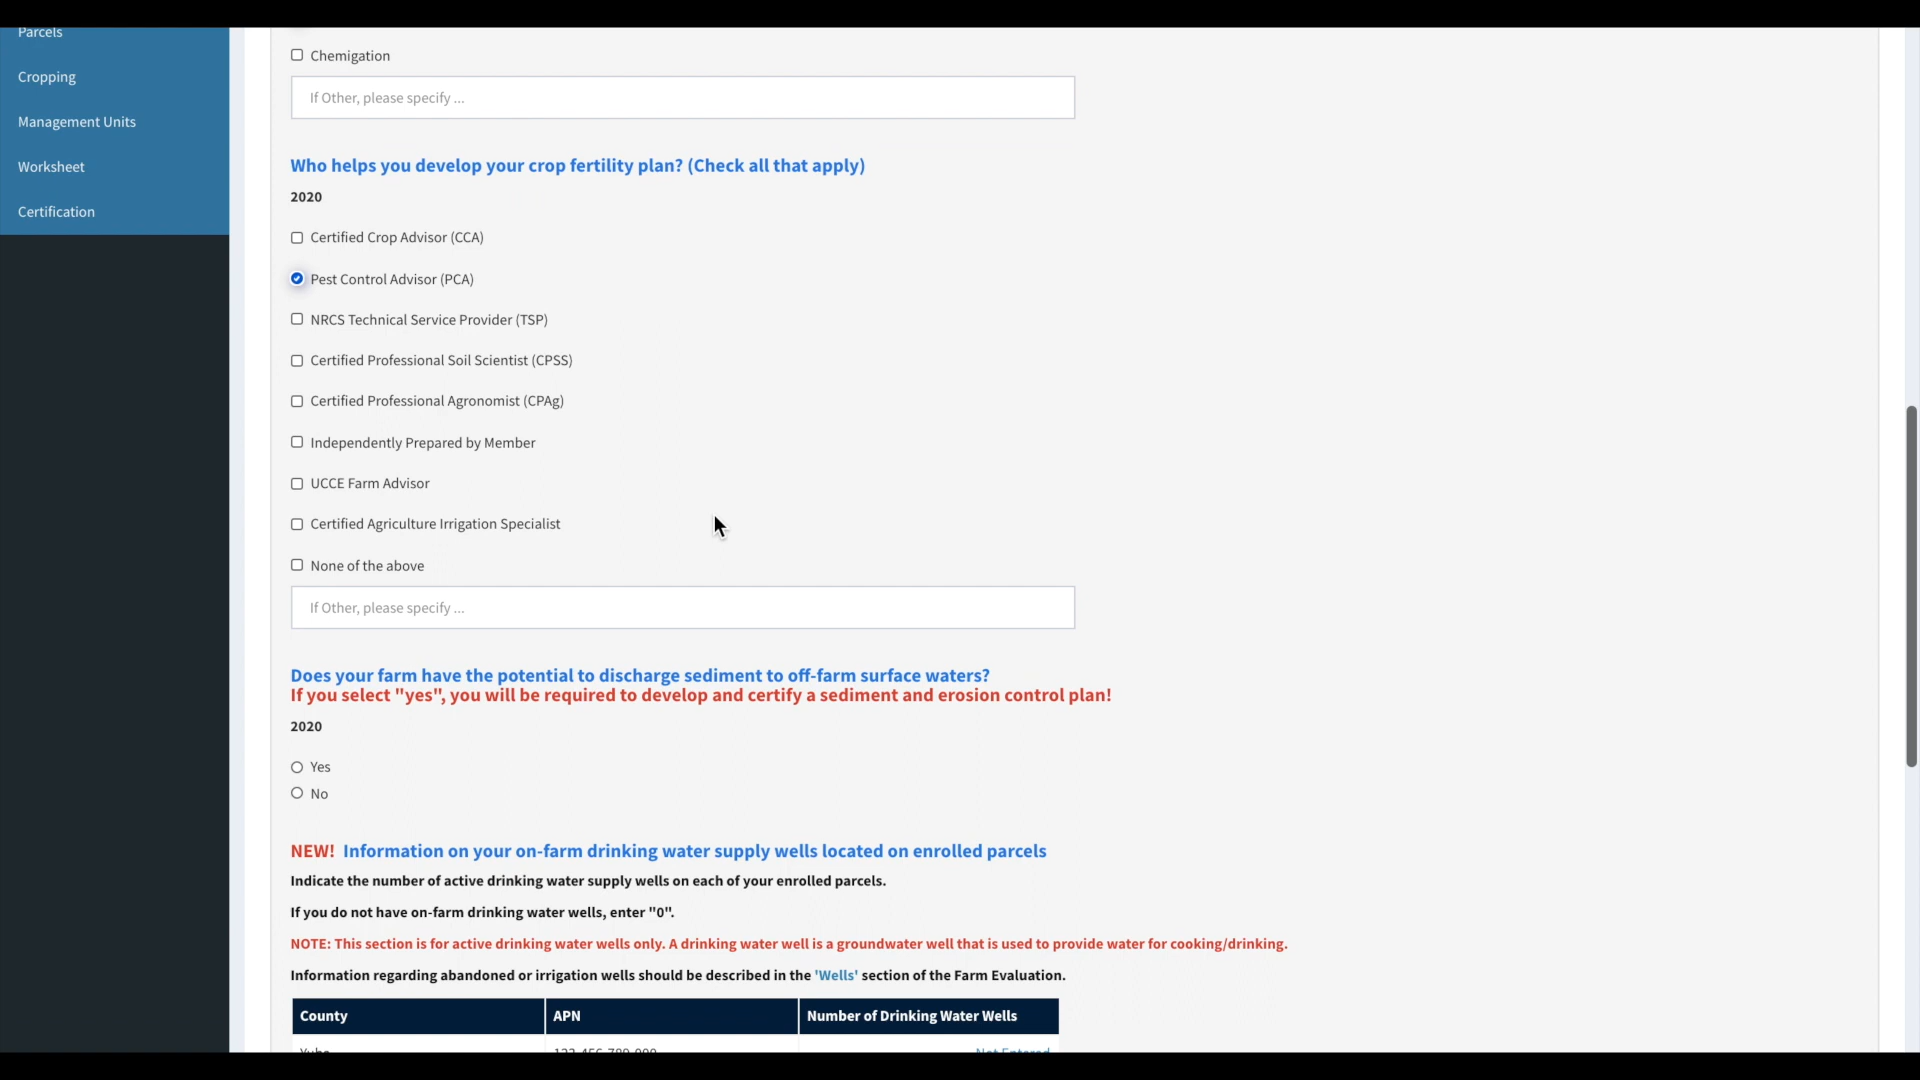 Parcels
Cropping
Management Units
Worksheet
Certification
Chemigation
If Other, please specify ...
Who helps you develop your crop fertility plan? (Check all that apply)
2020
Certified Crop Advisor (CCA)
Pest Control Advisor (PCA)
NRCS Technical Service Provider (TSP)
Certified Professional Soil Scientist (CPSS)
Certified Professional Agronomist (CPAg)
Independently Prepared by Member
UCCE Farm Advisor
Certified Agriculture Irrigation Specialist
None of the above
If Other, please specify ...
Does your farm have the potential to discharge sediment to off-farm surface waters?
If you select "yes", you will be required to develop and certify a sediment and erosion control plan!
2020
Yes
No
NEW! Information on your on-farm drinking water supply wells located on enrolled parcels
Indicate the number of active drinking water supply wells on each of your enrolled parcels.
If you do not have on-farm drinking water wells, enter "0".
NOTE: This section is for active drinking water wells only. A drinking water well is a groundwater well that is used to provide water for cooking/drinking.
Information regarding abandoned or irrigation wells should be described in the 'Wells' section of the Farm Evaluation.
County APN Number of Drinking Water Wells
Yuba 123-456-789-000 Not Entered